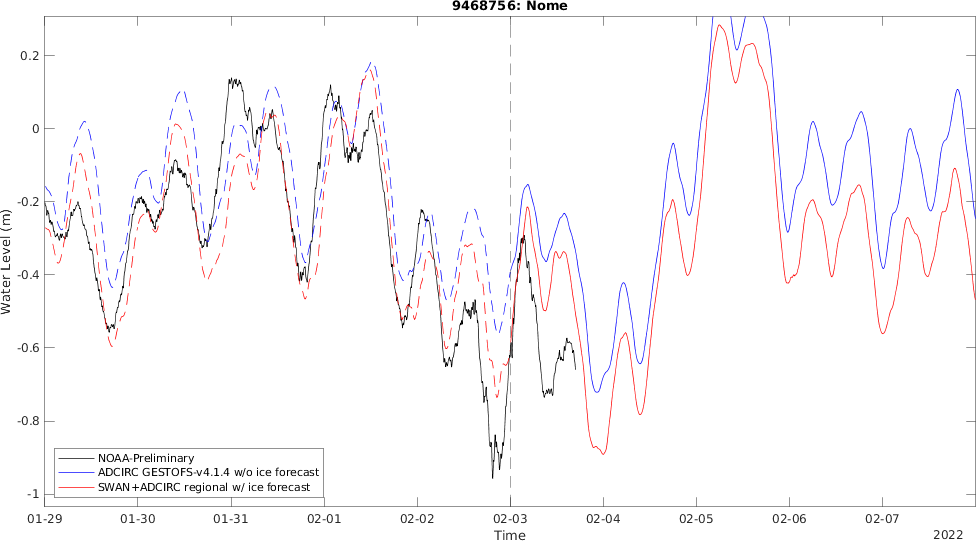 9468756: Nome
0.2
0
-0.2
-0.4
-0.6
-0.8
-1
Water Level (m)
NOAA-Preliminary
ADCIRC GESTOFS-v4.1.4 w/o ice forecast
SWAN+ADCIRC regional w/ ice forecast
01-29 01-30 01-31 02-01 02-02 02-03 02-04 02-05 02-06 02-07
Time
2022